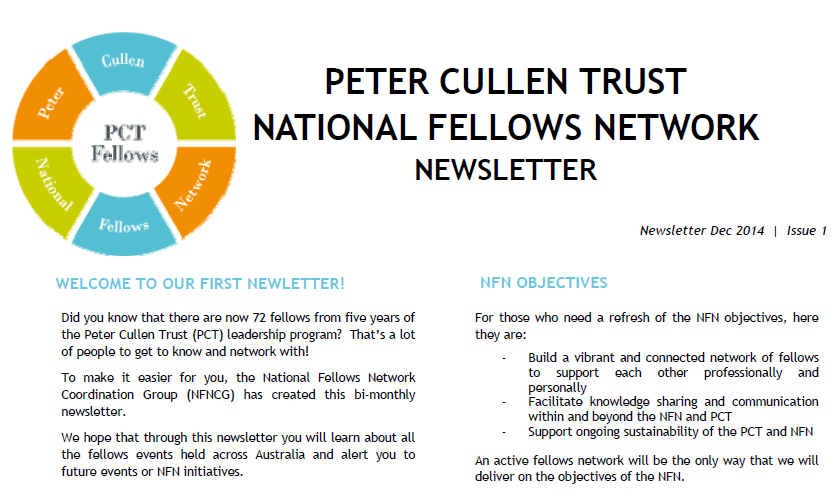 Peter
Cullen
Trust
PCT
Fellows
National
Fellows
Network
PETER CULLEN TRUST
NATIONAL FELLOWS NETWORK
NEWSLETTER
Newsletter Dec 2014 | Issue 1
WELCOME TO OUR FIRST NEWLETTER!
Did you know that there are now 72 fellows from five years of
the Peter Cullen Trust (PCT) leadership program? That's a lot
of people to get to know and network with!
To make it easier for you, the National Fellows Network
Coordination Group (NFNCG) has created this bi-monthly
newsletter.
We hope that through this newsletter you will learn about all
the fellows events held across Australia and alert you to
future events or NFN initiatives.
NFN OBJECTIVES
For those who need a refresh of the NFN objectives, here
they are:
- Build a vibrant and connected network of fellows
to support each other professionally and
personally
- Facilitate knowledge sharing and communication
within and beyond the NFN and PCT
- Support ongoing sustainability of the PCT and NFN
An active fellows network will be the only way that we will
deliver on the objectives of the NFN.